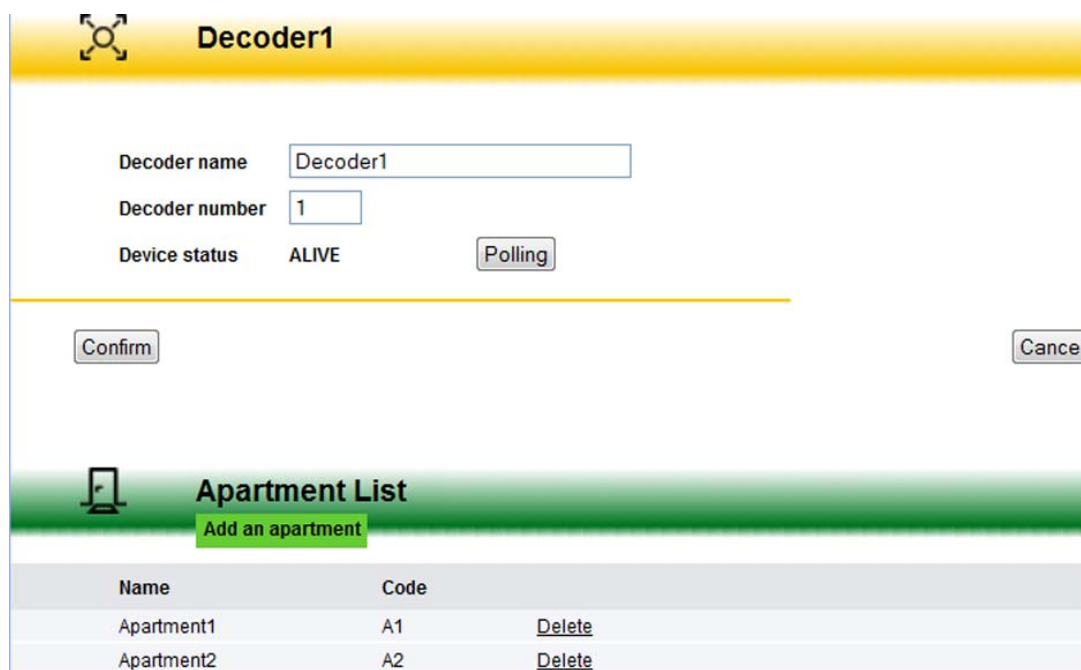 Decoder1
Decoder name Decoder1
Decoder number 1
Device status ALIVE Polling
Confirm Cance
Apartment List
Add an apartment
Name Code
Apartment1 A1 Delete
Apartment2 A2 Delete